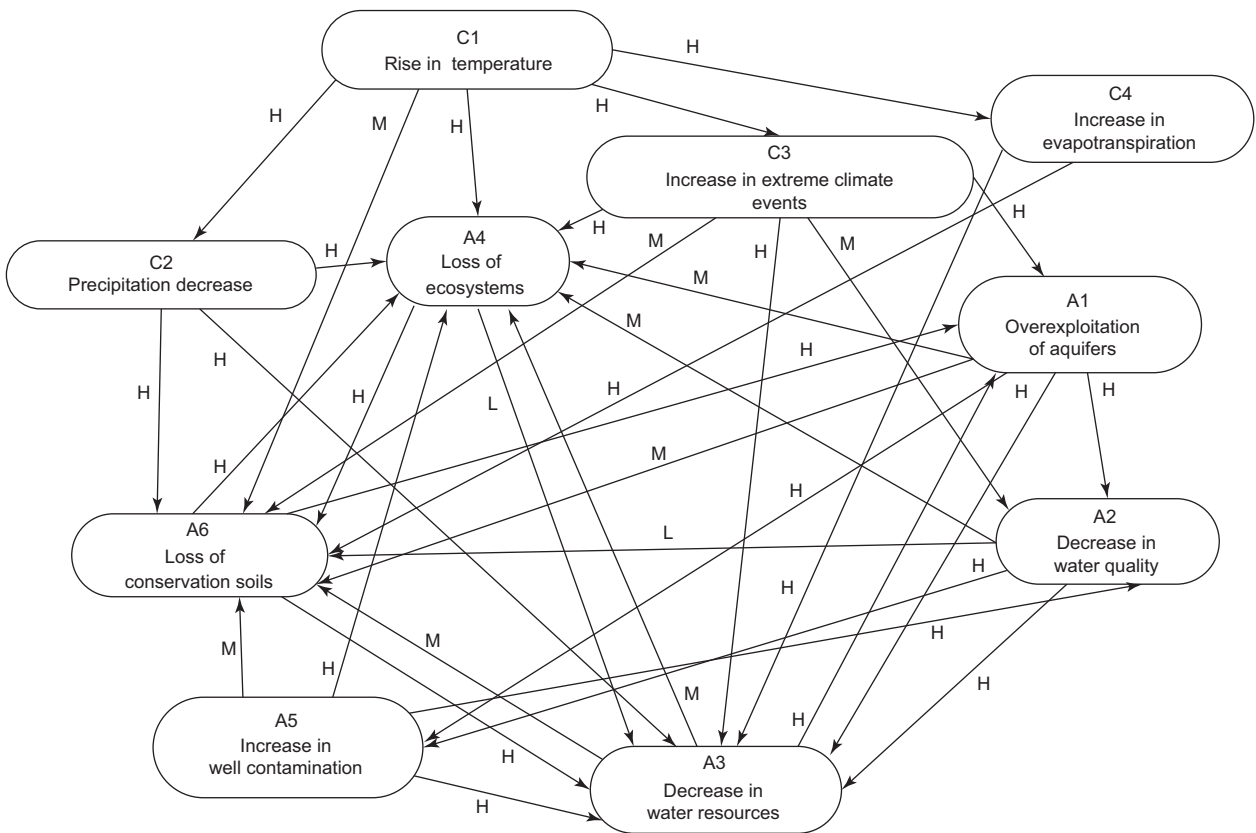 C1
Rise in temperature
H
H
C4
Increase in
evapotranspiration
H
M
H
H
C3
Increase in extreme climate
events
H
H
A4
Loss of
ecosystems
H
M
H
M
C2
Precipitation decrease
M
A1
Overexploitation
of aquifers
M
H
H
H
H
H
H
H
L
H
M
H
H
A6
Loss of
conservation soils
L
A2
Decrease in
water quality
H
H
M
M
H
H
H
M
H
A5
Increase in
well contamination
H
H
A3
Decrease in
water resources